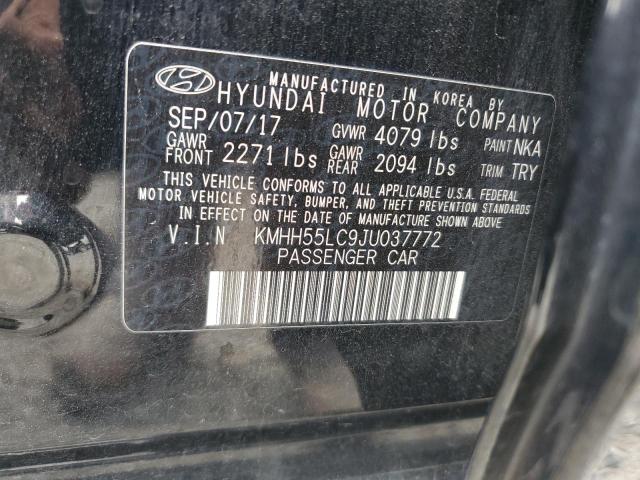 MANUFACTURED IN KOREA BY
HYUNDAI MOTOR COMPANY
SEP/07/17 GVWR 4079 lbs PAINT NKA
GAWR FRONT 2271 lbs GAWR REAR 2094 lbs TRIM TRY
THIS VEHICLE CONFORMS TO ALL APPLICABLE U.S.A. FEDERAL
MOTOR VEHICLE SAFETY, BUMPER, AND THEFT PREVENTION STANDARDS
IN EFFECT ON THE DATE OF MANUFACTURE SHOWN ABOVE
V.I.N KMHH55LC9JU037772
PASSENGER CAR